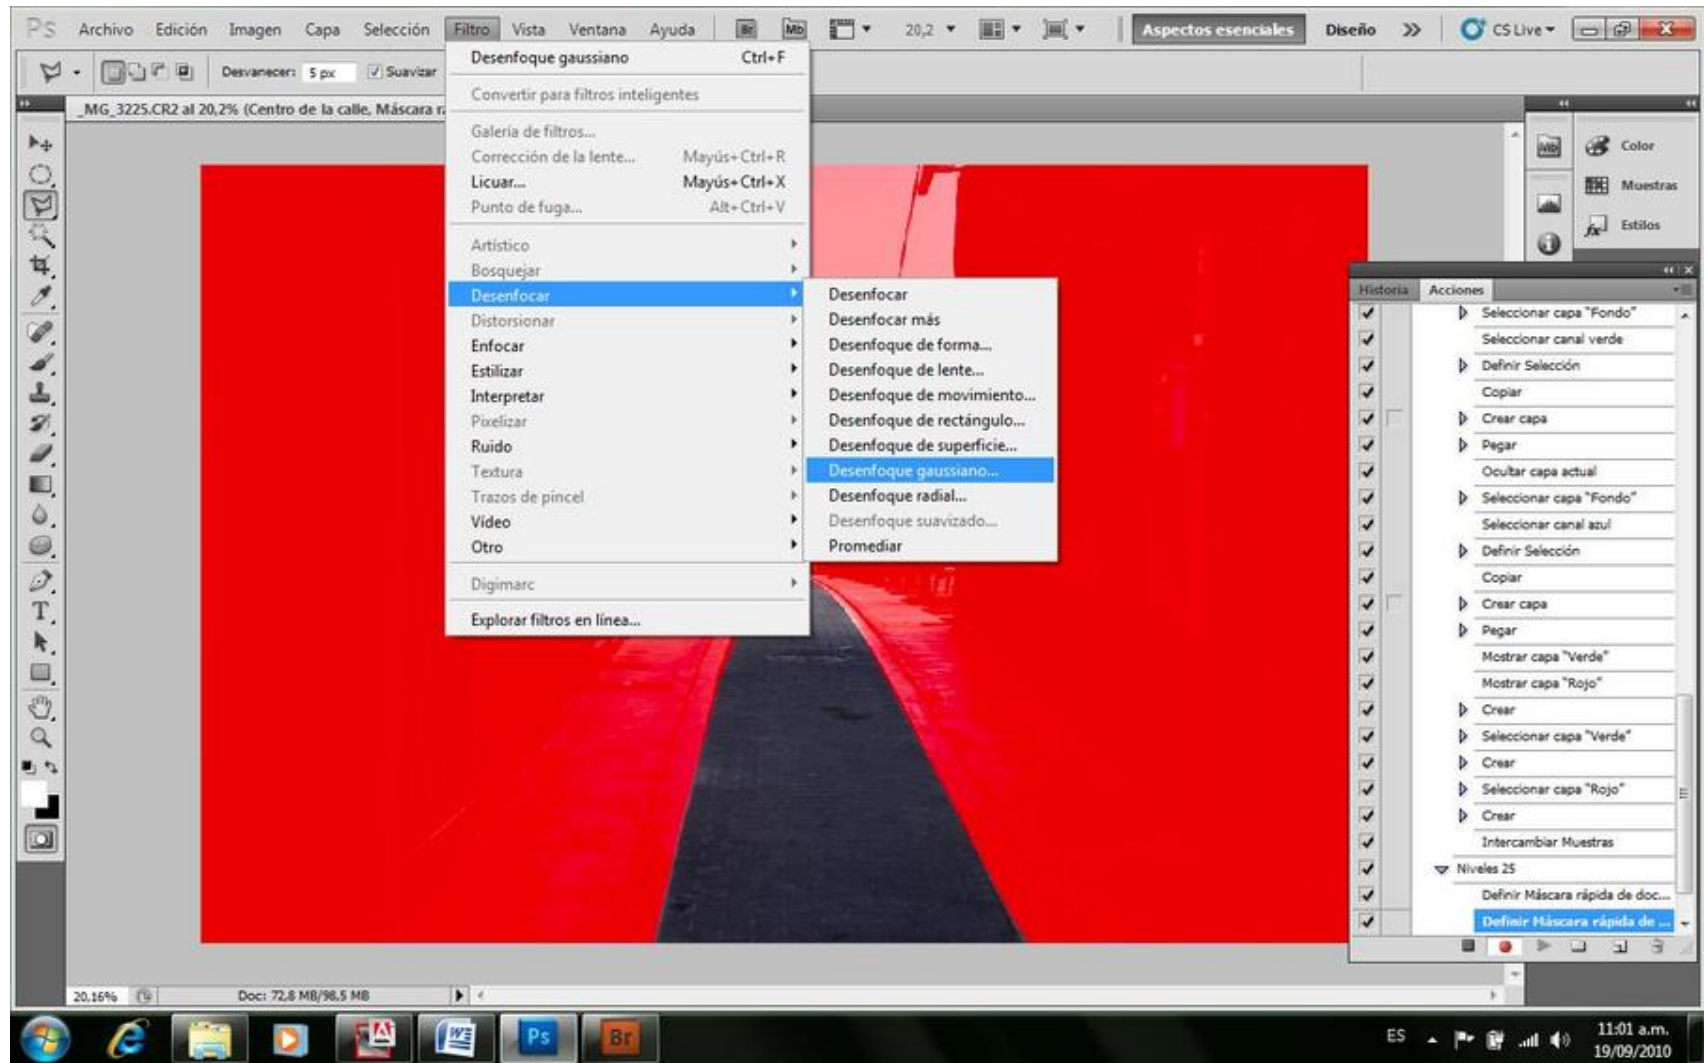 Ps Archivo Edición Imagen Capa Selección Filtro Vista Ventana Ayuda Br Mb 20,2 Aspectos esenciales Diseño CS Live
Desvanecer: 5 px Suavizar
_MG_3225.CR2 al 20,2% (Centro de la calle, Máscara
Desenfoque gaussiano Ctrl+F
Convertir para filtros inteligentes
Galería de filtros...
Corrección de la lente... Mayús+Ctrl+R
Licuar... Mayús+Ctrl+X
Punto de fuga... Alt+Ctrl+V
Artístico
Bosquejar
Desenfocar
Distorsionar
Enfocar
Estilizar
Interpretar
Pixelizar
Ruido
Textura
Trazos de pincel
Vídeo
Otro
Digimarc
Explorar filtros en línea...
Desenfocar
Desenfocar más
Desenfoque de forma...
Desenfoque de lente...
Desenfoque de movimiento...
Desenfoque de rectángulo...
Desenfoque de superficie...
Desenfoque gaussiano...
Desenfoque radial...
Desenfoque suavizado...
Promediar
Mb Color
Muestras
Estilos
Historia Acciones
Seleccionar capa "Fondo"
Seleccionar canal verde
Definir Selección
Copiar
Crear capa
Pegar
Ocultar capa actual
Seleccionar capa "Fondo"
Seleccionar canal azul
Definir Selección
Copiar
Crear capa
Pegar
Mostrar capa "Verde"
Mostrar capa "Rojo"
Crear
Seleccionar capa "Verde"
Crear
Seleccionar capa "Rojo"
Crear
Intercambiar Muestras
Niveles 25
Definir Máscara rápida de doc...
Definir Máscara rápida de ...
20,16% Doc: 72,8 MB/98,5 MB
Ps Br ES 11:01 a.m.
19/09/2010